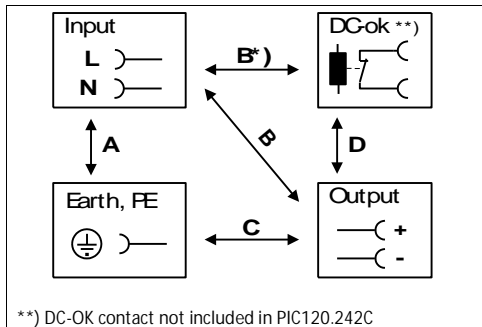 Input
L
N
B*)
DC-ok **)
A
B
D
Earth, PE
C
Output
+
-
**) DC-OK contact not included in PIC120.242C